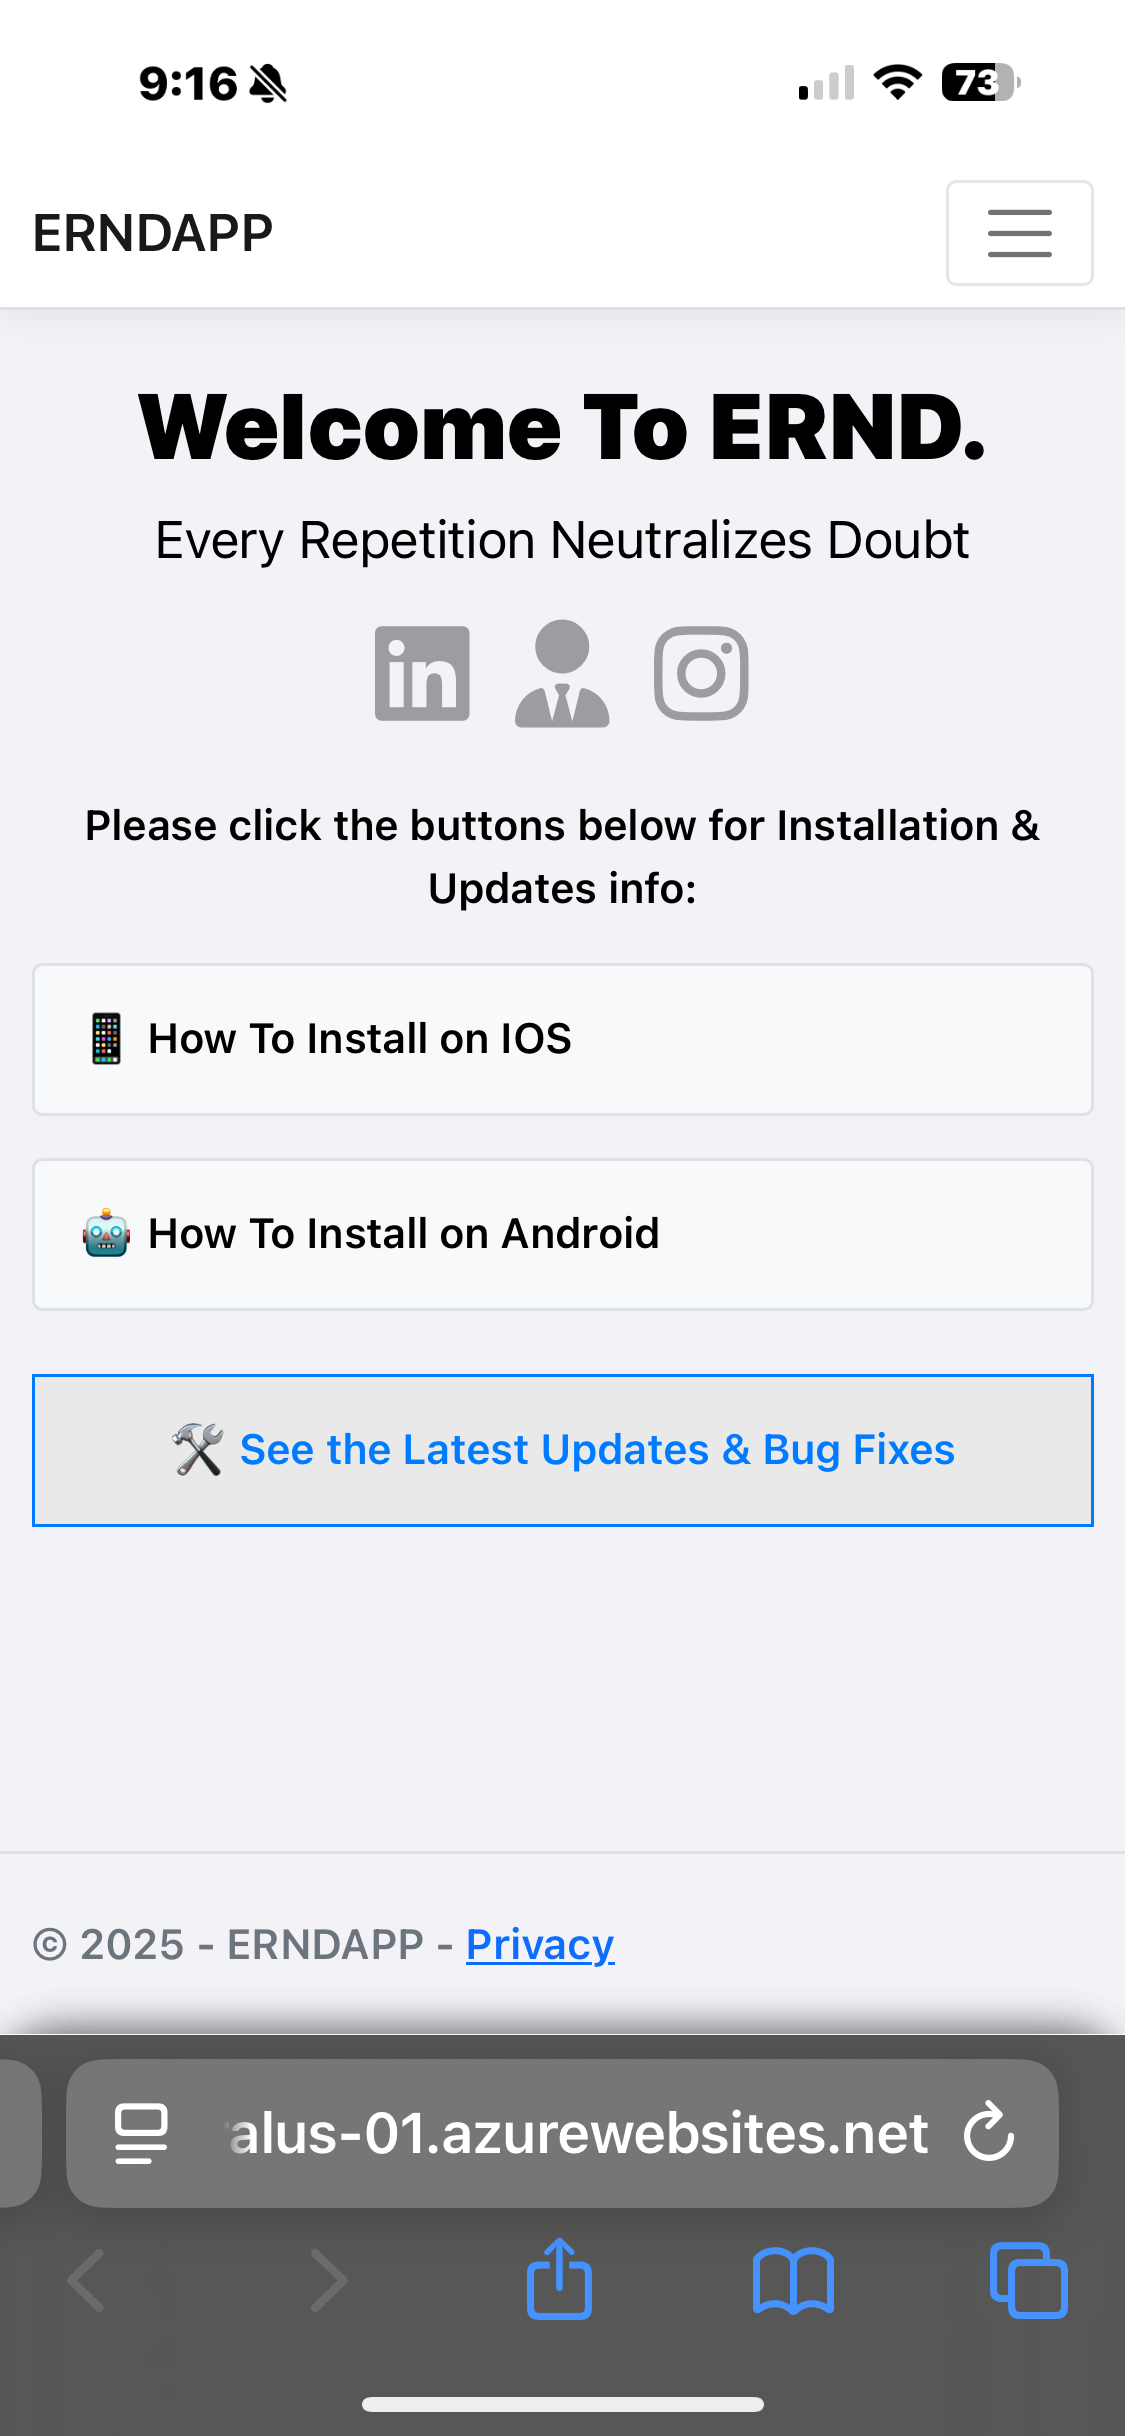 9:16
73
ERNDAPP
Welcome To ERND.
Every Repetition Neutralizes Doubt
in
Please click the buttons below for Installation &
Updates info:
How To Install on IOS
How To Install on Android
See the Latest Updates & Bug Fixes
© 2025 - ERNDAPP - Privacy
alus-01.azurewebsites.net